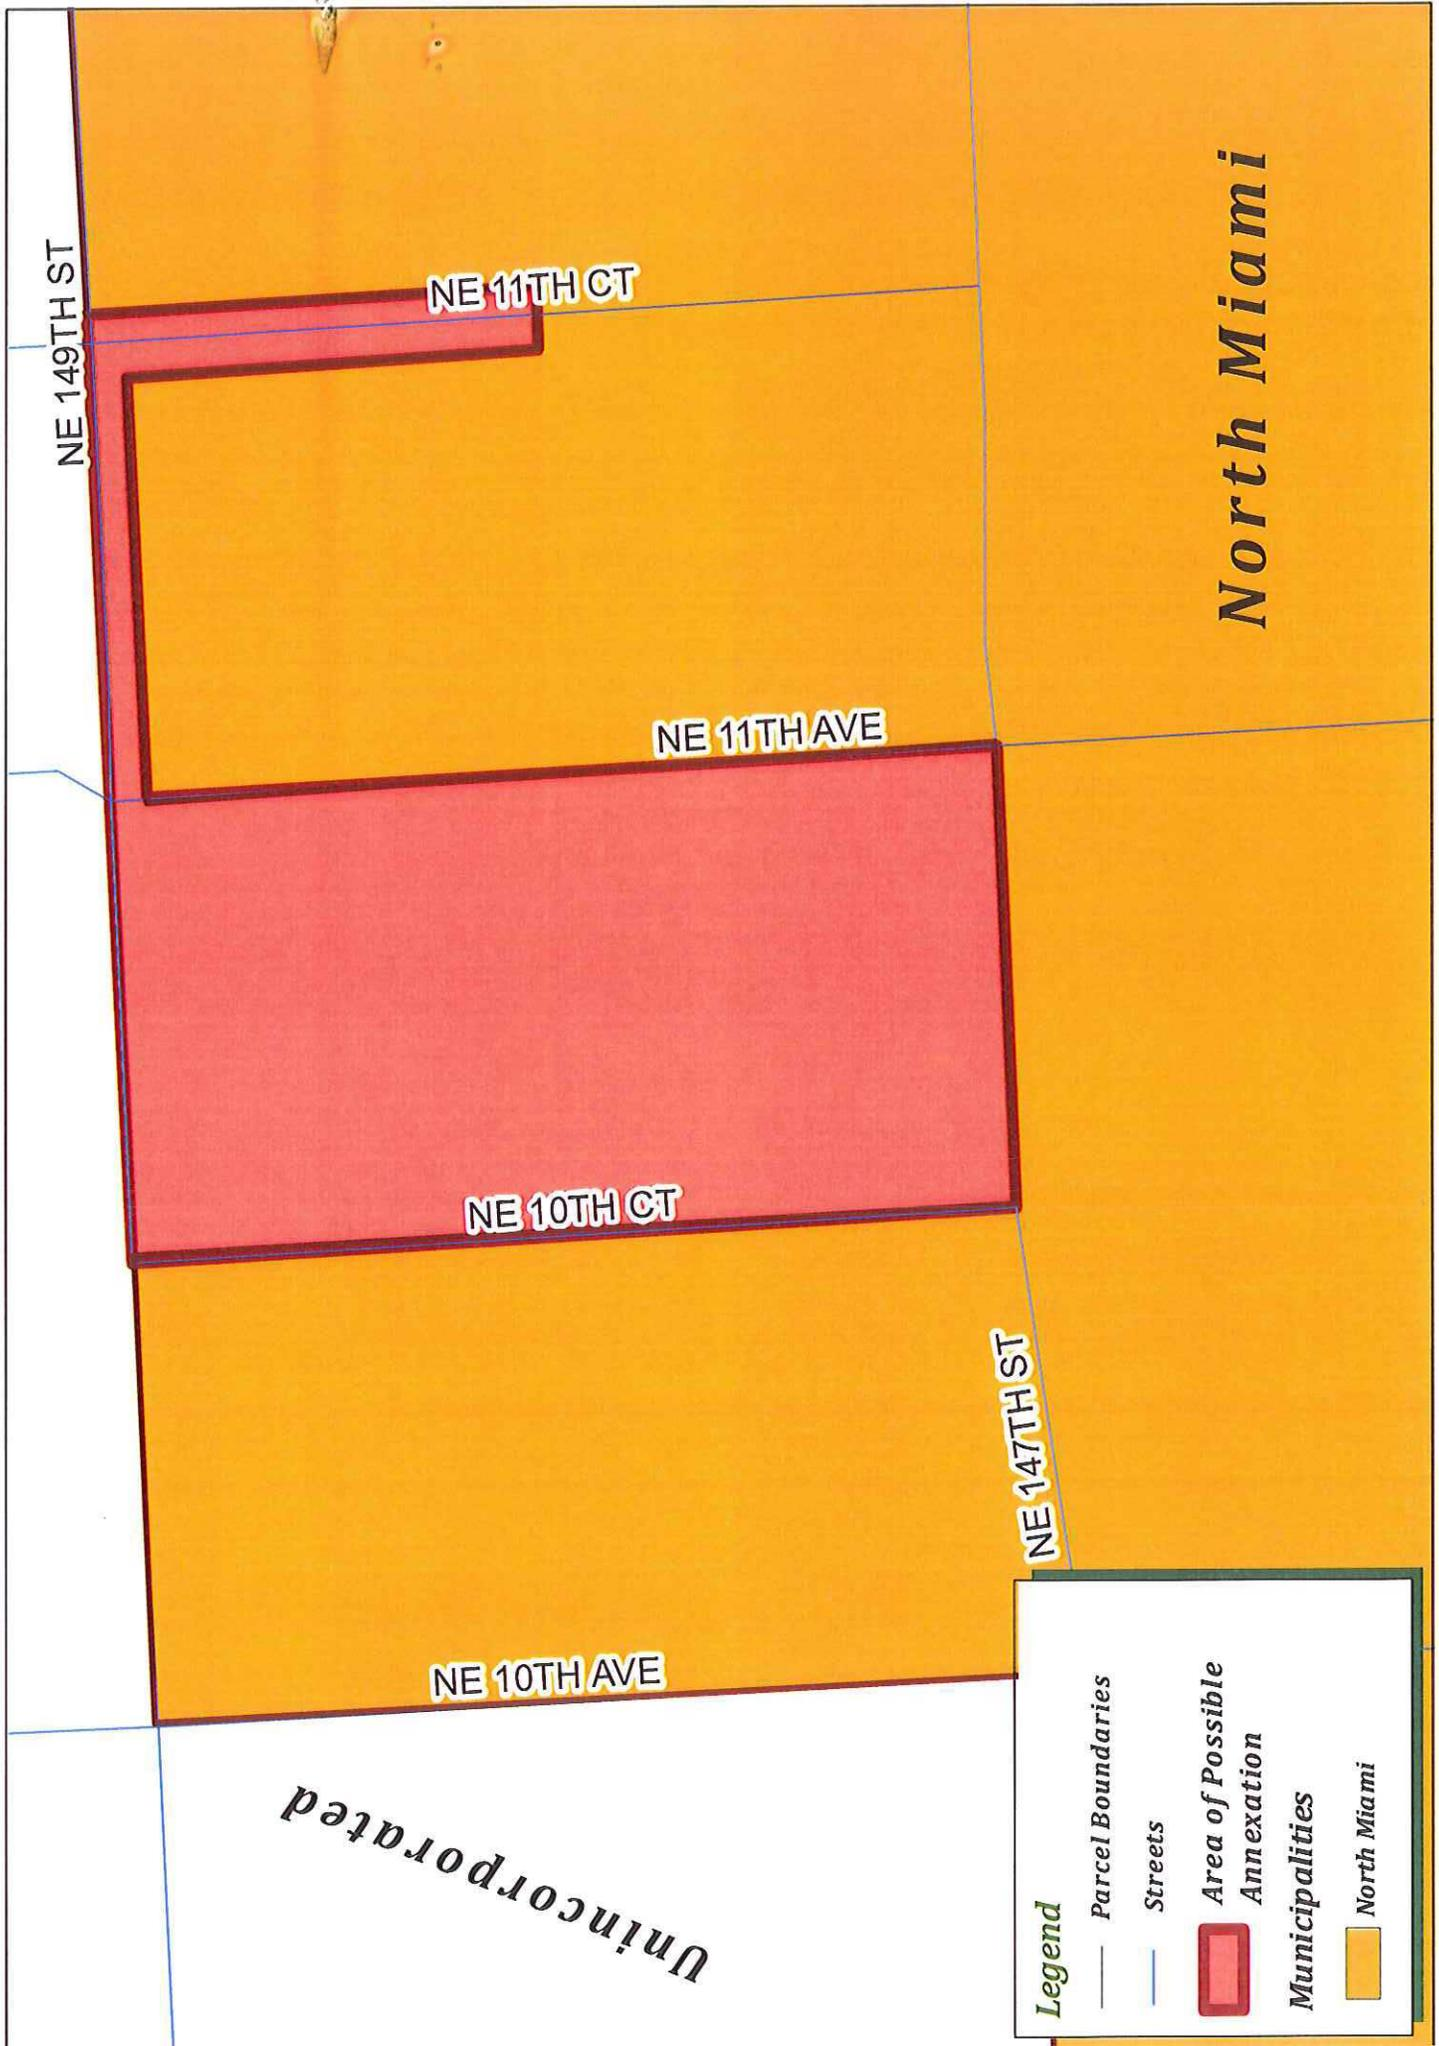 NE 149TH ST
NE 11TH CT
NE 11TH AVE
NE 10TH CT
NE 10TH AVE
NE 147TH ST
North Miami
Unincorporated
Legend
Parcel Boundaries
Streets
Area of Possible
Annexation
Municipalities
North Miami